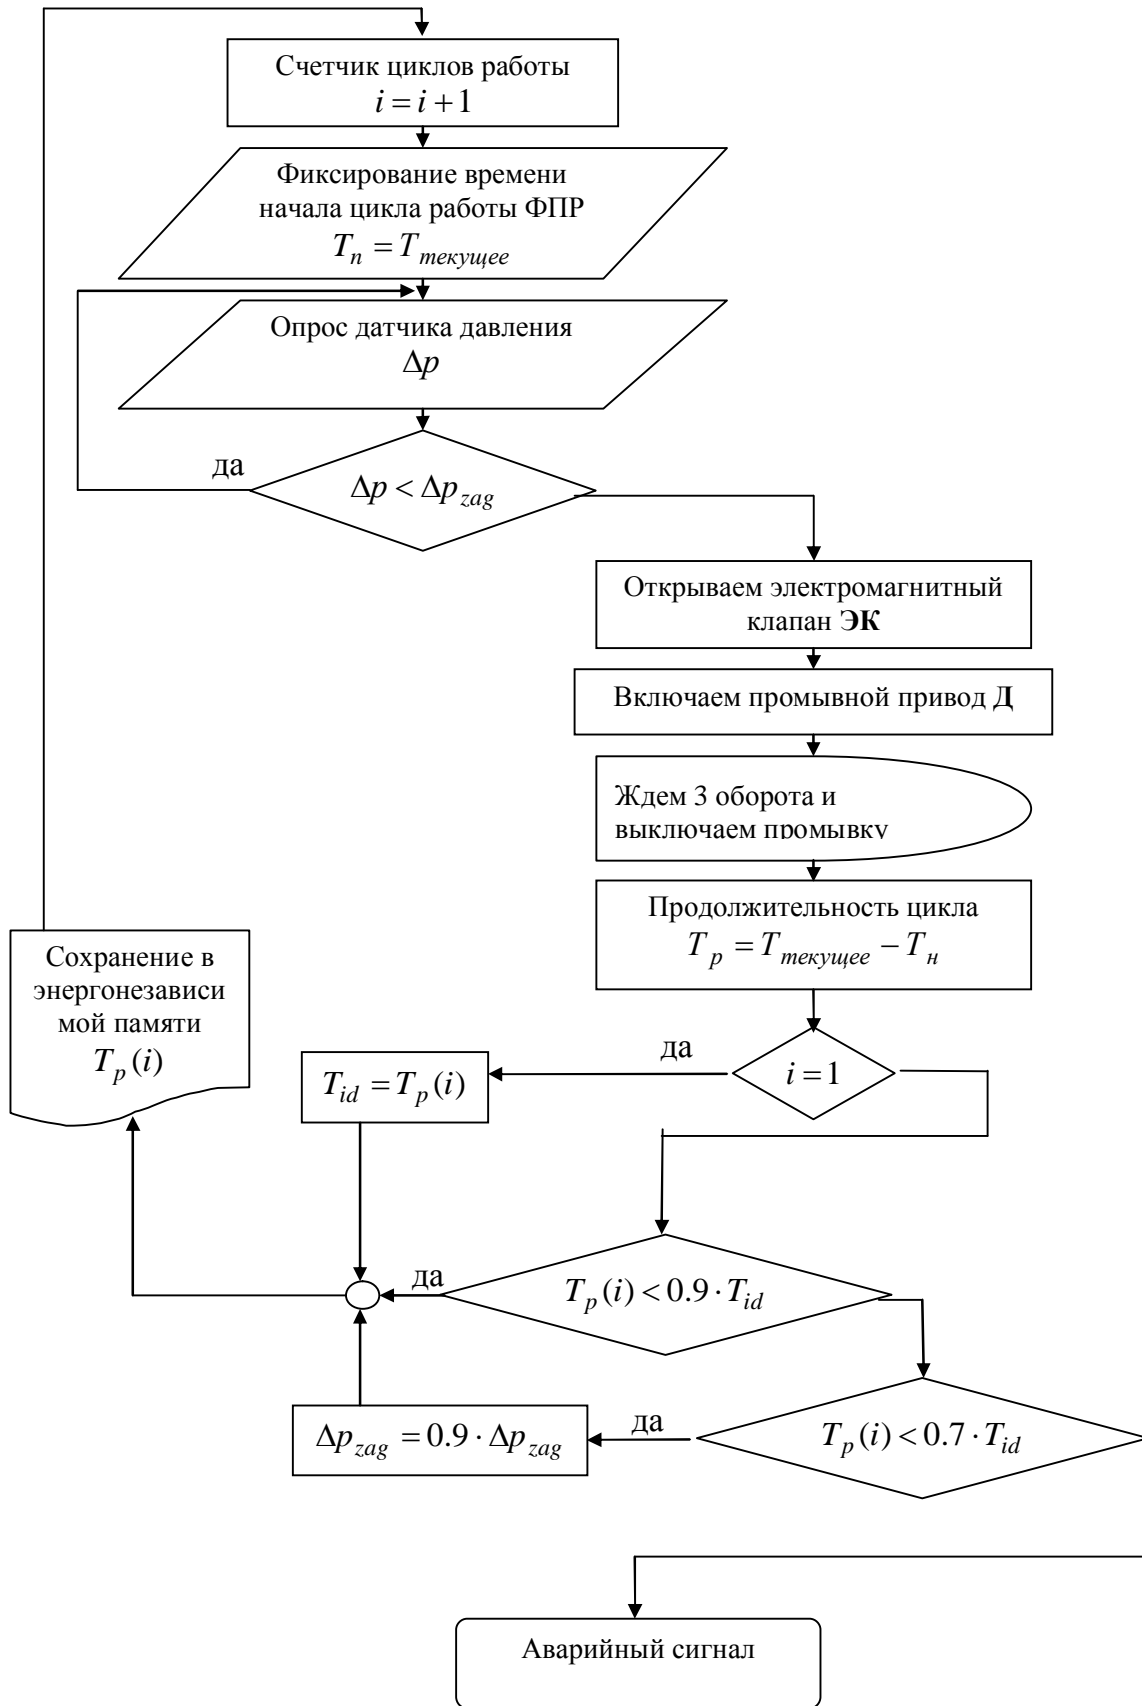 Счетчик циклов работы
i = i + 1
Фиксирование времени
начала цикла работы ФПР
T_n = T_текущее
Опрос датчика давления
Δp
да
Δp < Δp_zag
Открываем электромагнитный
клапан ЭК
Включаем промывной привод Д
Ждем 3 оборота и
выключаем промывку
Продолжительность цикла
T_p = T_текущее − T_н
Сохранение в
энергонезависи
мой памяти
T_p (i)
да
i = 1
T_id = T_p (i)
да
T_p (i) < 0.9 · T_id
Δp_zag = 0.9 · Δp_zag
да
T_p (i) < 0.7 · T_id
Аварийный сигнал